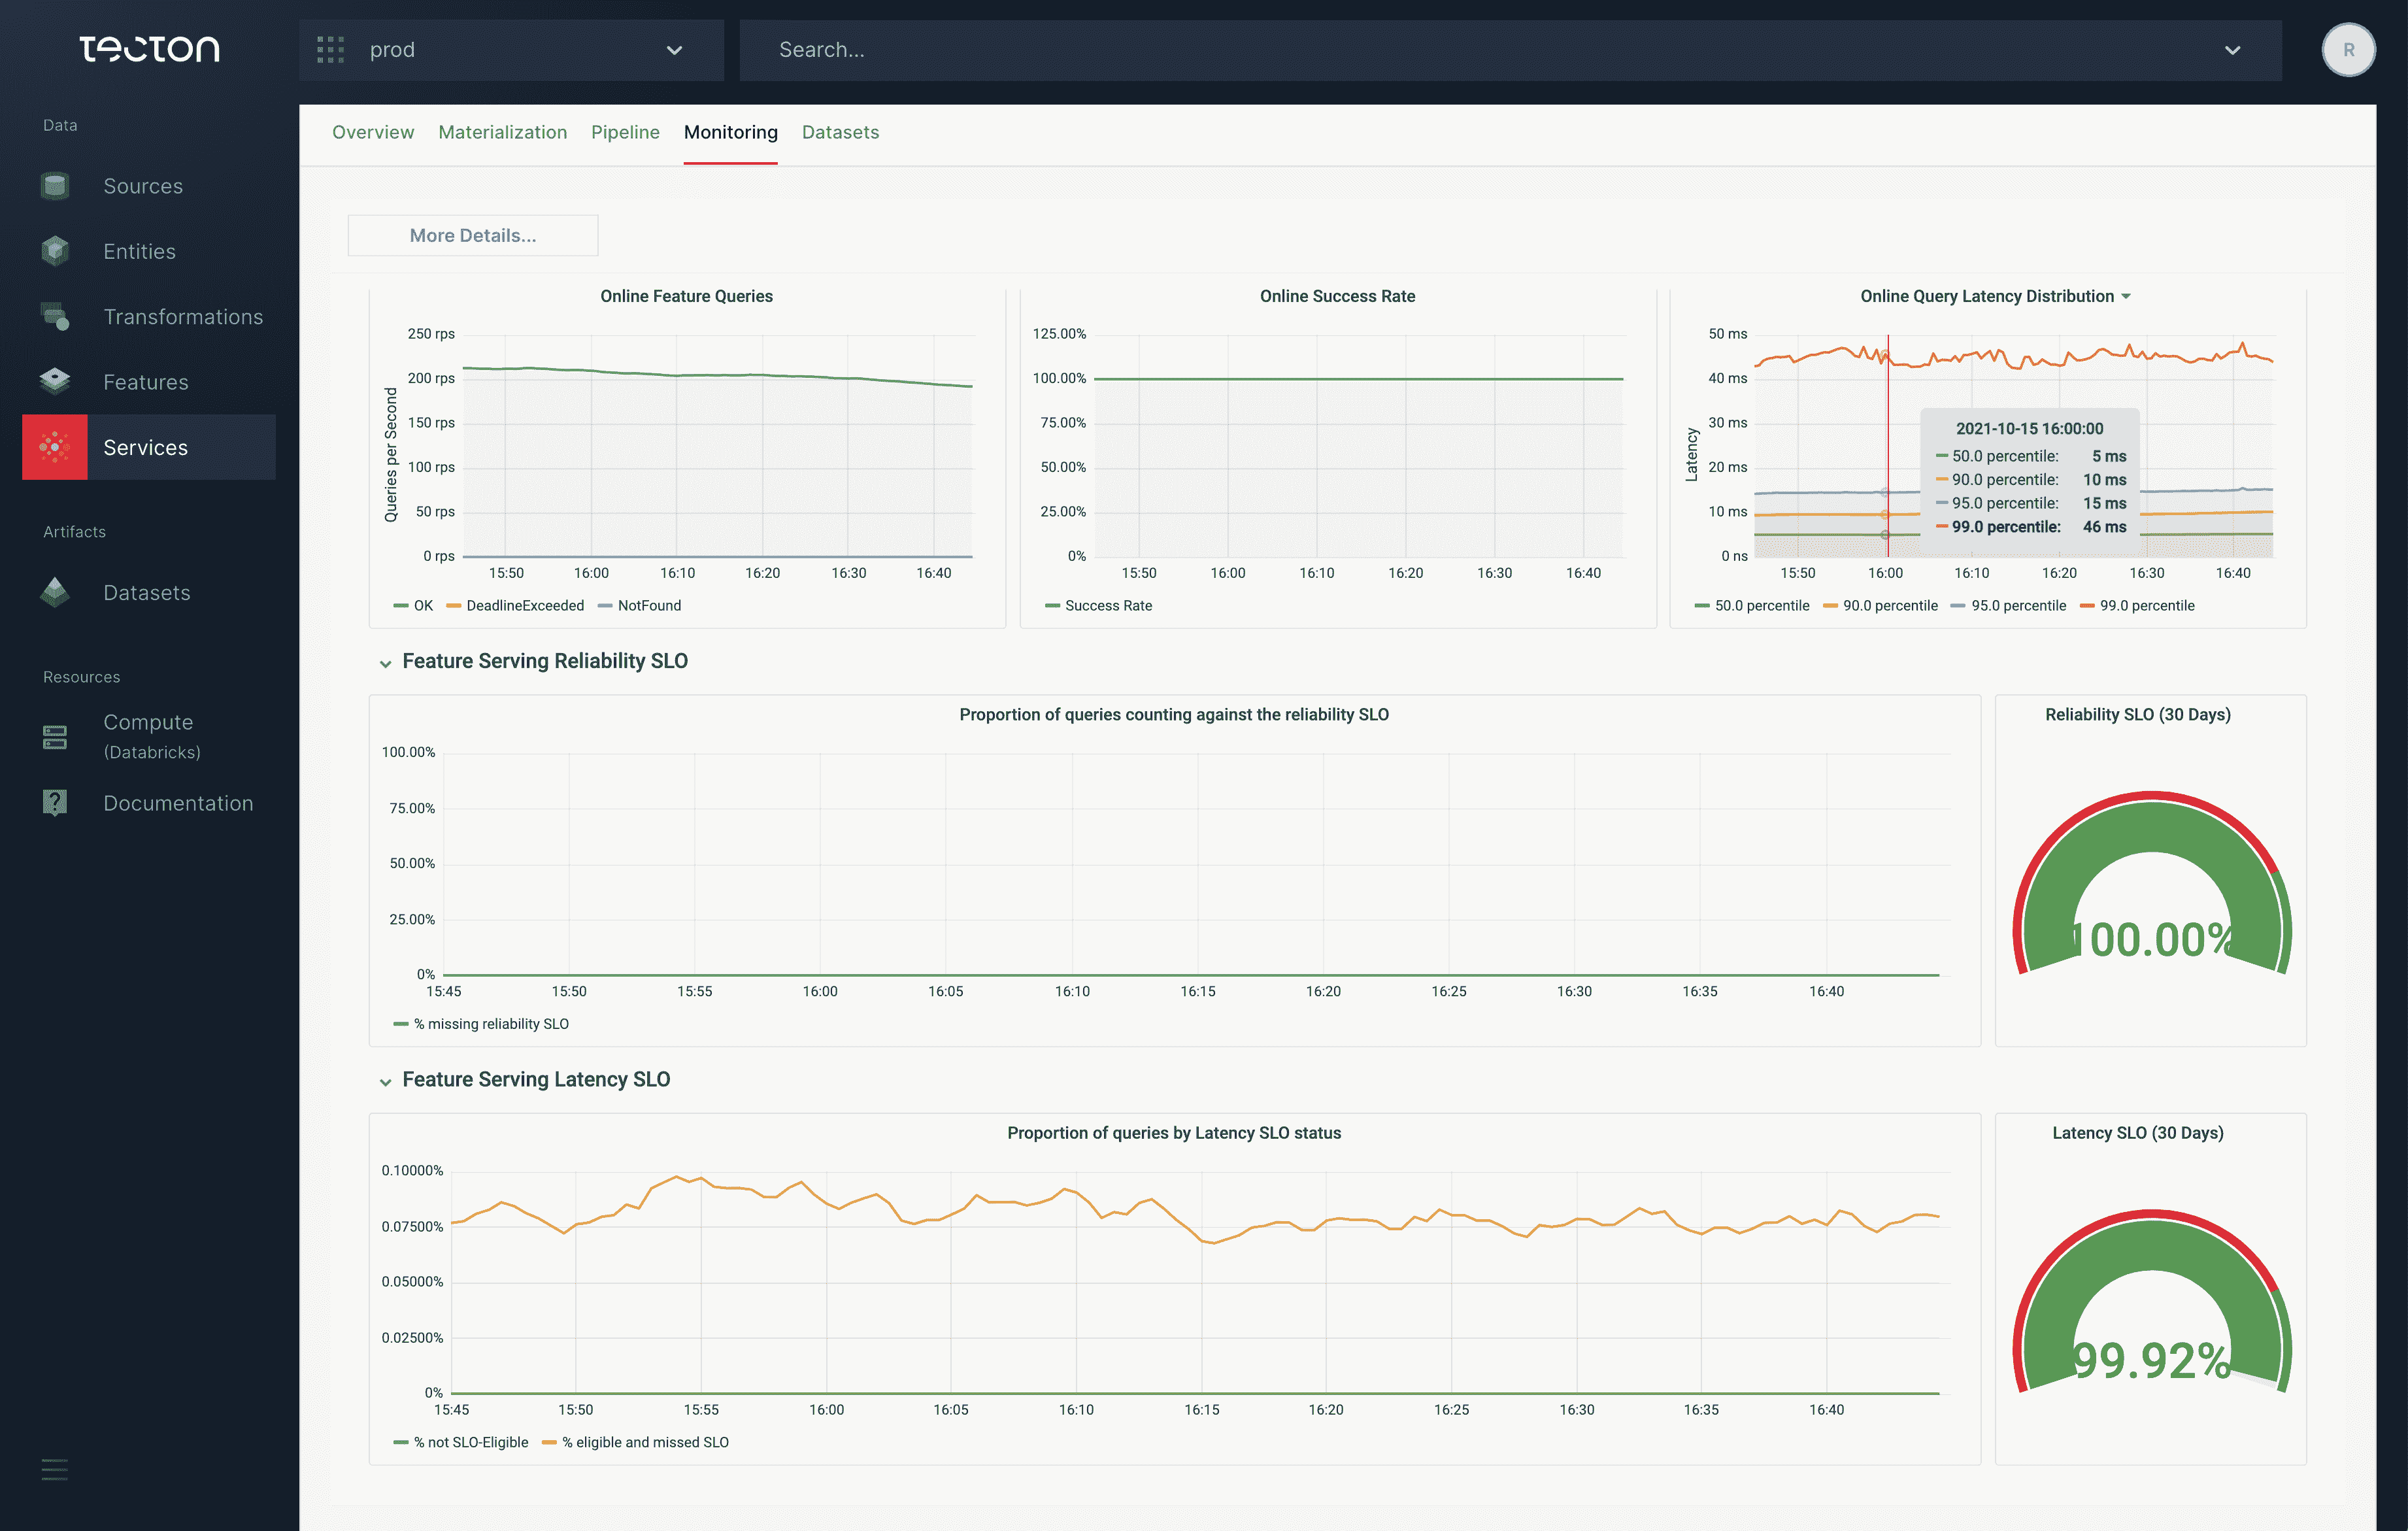 tecton
prod
Search...
R
Data
Sources
Entities
Transformations
Features
Services
Artifacts
Datasets
Resources
Compute
(Databricks)
Documentation
Overview Materialization Pipeline Monitoring Datasets
More Details...
Online Feature Queries
Queries per Second
250 rps
200 rps
150 rps
100 rps
50 rps
0 rps
15:50 16:00 16:10 16:20 16:30 16:40
OK DeadlineExceeded NotFound
Online Success Rate
125.00%
100.00%
75.00%
50.00%
25.00%
0%
15:50 16:00 16:10 16:20 16:30 16:40
Success Rate
Online Query Latency Distribution
Latency
50 ms
40 ms
30 ms
20 ms
10 ms
0 ns
2021-10-15 16:00:00
50.0 percentile: 5 ms
90.0 percentile: 10 ms
95.0 percentile: 15 ms
99.0 percentile: 46 ms
15:50 16:00 16:10 16:20 16:30 16:40
50.0 percentile 90.0 percentile 95.0 percentile 99.0 percentile
Feature Serving Reliability SLO
Proportion of queries counting against the reliability SLO
100.00%
75.00%
50.00%
25.00%
0%
15:45 15:50 15:55 16:00 16:05 16:10 16:15 16:20 16:25 16:30 16:35 16:40
% missing reliability SLO
Reliability SLO (30 Days)
100.00%
Feature Serving Latency SLO
Proportion of queries by Latency SLO status
0.10000%
0.07500%
0.05000%
0.02500%
0%
15:45 15:50 15:55 16:00 16:05 16:10 16:15 16:20 16:25 16:30 16:35 16:40
% not SLO-Eligible % eligible and missed SLO
Latency SLO (30 Days)
99.92%